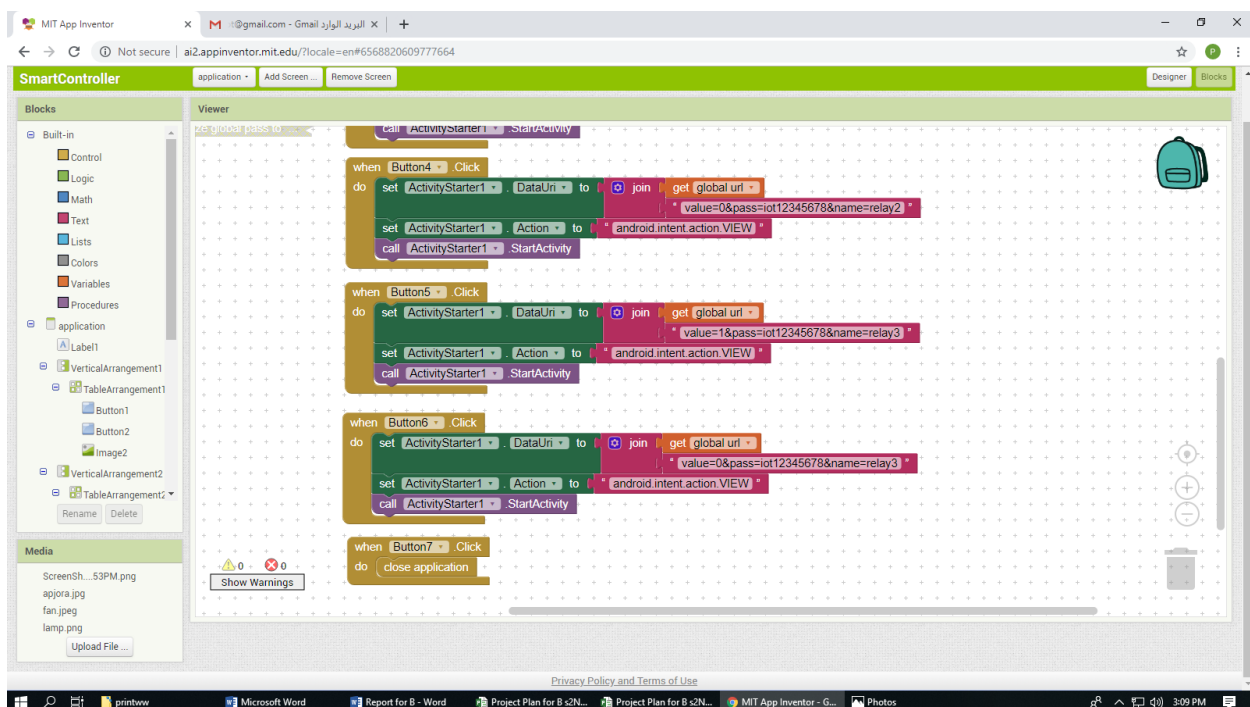 MIT App Inventor
@gmail.com - Gmail البريد الوارد
Not secure | ai2.appinventor.mit.edu/?locale=en#6568820609777664
P
SmartController
application
Add Screen ...
Remove Screen
Designer
Blocks
Blocks
Viewer
Built-in
Control
Logic
Math
Text
Lists
Colors
Variables
Procedures
application
Label1
VerticalArrangement1
TableArrangement1
Button1
Button2
Image2
VerticalArrangement2
TableArrangement2
Rename
Delete
Media
ScreenSh....53PM.png
apjora.jpg
fan.jpeg
lamp.png
Upload File ...
ze global pass to
call ActivityStarter1 .StartActivity
when Button4 .Click
do set ActivityStarter1 . DataUri to join get global url
" value=0&pass=iot12345678&name=relay2 "
set ActivityStarter1 . Action to " android.intent.action.VIEW "
call ActivityStarter1 .StartActivity
when Button5 .Click
do set ActivityStarter1 . DataUri to join get global url
" value=1&pass=iot12345678&name=relay3 "
set ActivityStarter1 . Action to " android.intent.action.VIEW "
call ActivityStarter1 .StartActivity
when Button6 .Click
do set ActivityStarter1 . DataUri to join get global url
" value=0&pass=iot12345678&name=relay3 "
set ActivityStarter1 . Action to " android.intent.action.VIEW "
call ActivityStarter1 .StartActivity
when Button7 .Click
do close application
0 0
Show Warnings
Privacy Policy and Terms of Use
printww
Microsoft Word
Report for B - Word
Project Plan for B s2N...
Project Plan for B s2N...
MIT App Inventor - G...
Photos
3:09 PM